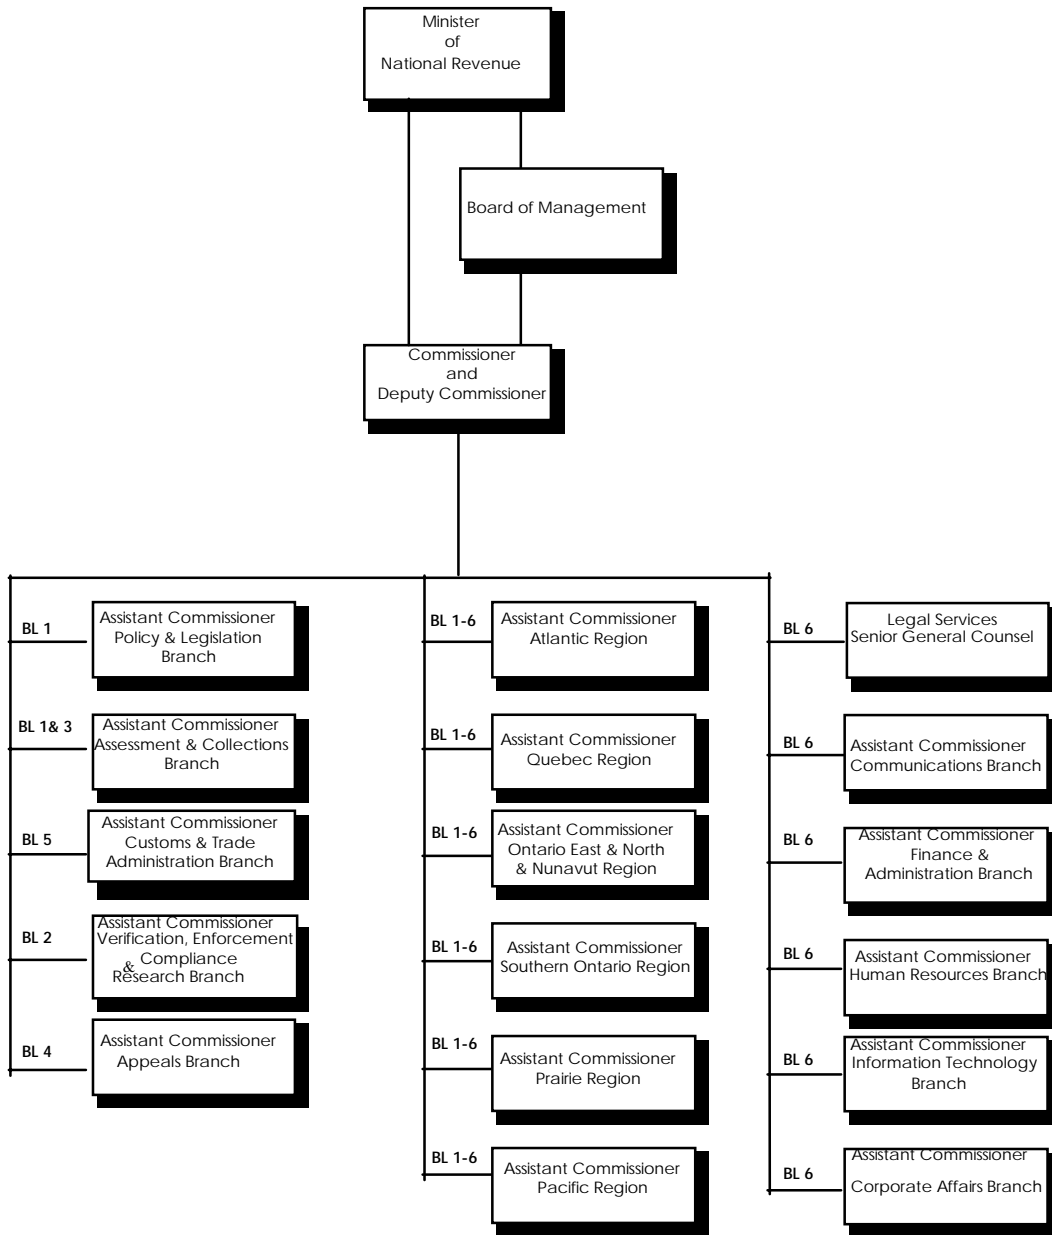 Minister
of
National Revenue
Board of Management
Commissioner
and
Deputy Commissioner
BL 1
Assistant Commissioner
Policy & Legislation
Branch
BL 1& 3
Assistant Commissioner
Assessment & Collections
Branch
BL 5
Assistant Commissioner
Customs & Trade
Administration Branch
BL 2
Assistant Commissioner
Verification, Enforcement
& Compliance
Research Branch
BL 4
Assistant Commissioner
Appeals Branch
BL 1-6
Assistant Commissioner
Atlantic Region
BL 1-6
Assistant Commissioner
Quebec Region
BL 1-6
Assistant Commissioner
Ontario East & North
& Nunavut Region
BL 1-6
Assistant Commissioner
Southern Ontario Region
BL 1-6
Assistant Commissioner
Prairie Region
BL 1-6
Assistant Commissioner
Pacific Region
BL 6
Legal Services
Senior General Counsel
BL 6
Assistant Commissioner
Communications Branch
BL 6
Assistant Commissioner
Finance &
Administration Branch
BL 6
Assistant Commissioner
Human Resources Branch
BL 6
Assistant Commissioner
Information Technology
Branch
BL 6
Assistant Commissioner
Corporate Affairs Branch